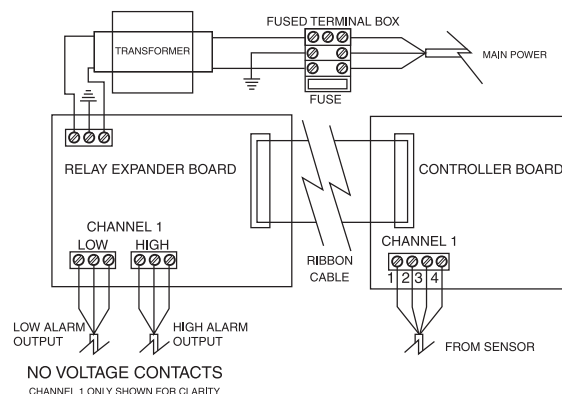 FUSED TERMINAL BOX
TRANSFORMER
MAIN POWER
FUSE
RELAY EXPANDER BOARD
CONTROLLER BOARD
CHANNEL 1
LOW HIGH
RIBBON
CABLE
CHANNEL 1
1 2 3 4
LOW ALARM
OUTPUT
HIGH ALARM
OUTPUT
FROM SENSOR
NO VOLTAGE CONTACTS
CHANNEL 1 ONLY SHOWN FOR CLARITY